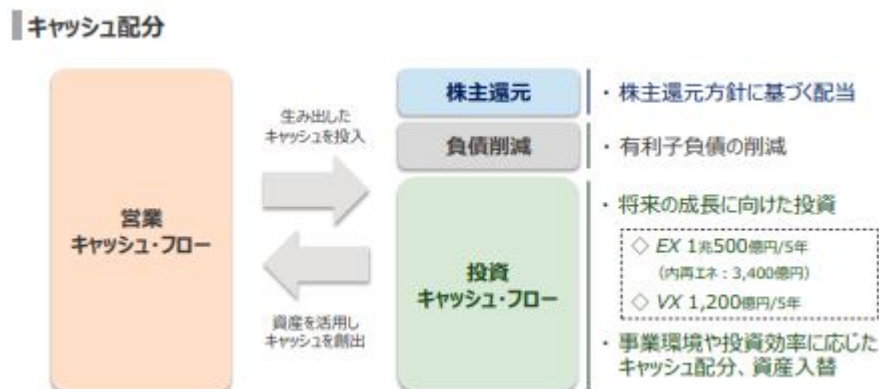 キャッシュ配分
営業
キャッシュ・フロー
生み出した
キャッシュを投入
資産を活用し
キャッシュを創出
株主還元
・ 株主還元方針に基づく配当
負債削減
・ 有利子負債の削減
投資
キャッシュ・フロー
・ 将来の成長に向けた投資
◇ EX 1兆500億円/5年
(内再エネ：3,400億円)
◇ VX 1,200億円/5年
・ 事業環境や投資効率に応じた
キャッシュ配分、資産入替